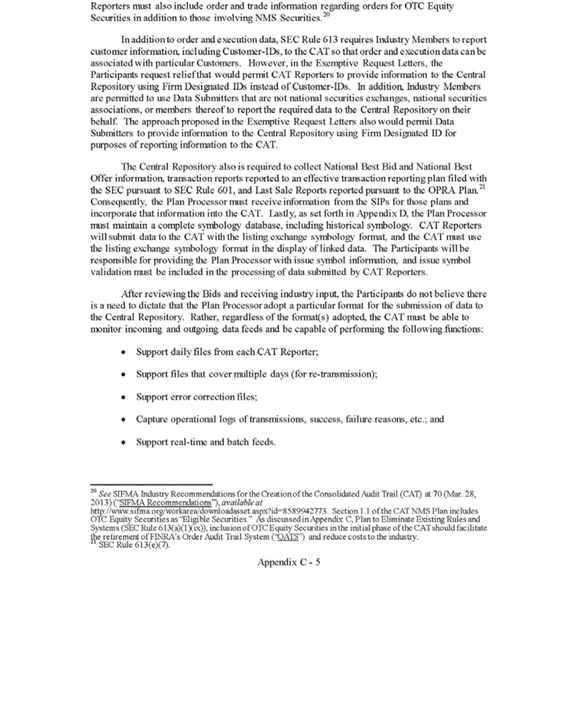 Reporters must also include order and trade information regarding orders for OTC Equity
Securities in addition to those involving NMS Securities.20
In addition to order and execution data, SEC Rule 613 requires Industry Members to report
customer information, including Customer-IDs, to the CAT so that order and execution data can be
associated with particular Customers. However, in the Exemptive Request Letters, the
Participants request relief that would permit CAT Reporters to provide information to the Central
Repository using Firm Designated IDs instead of Customer-IDs. In addition, Industry Members
are permitted to use Data Submitters that are not national securities exchanges, national securities
associations, or members thereof to report the required data to the Central Repository on their
behalf. The approach proposed in the Exemptive Request Letters also would permit Data
Submitters to provide information to the Central Repository using Firm Designated ID for
purposes of reporting information to the CAT.
The Central Repository also is required to collect National Best Bid and National Best
Offer information, transaction reports reported to an effective transaction reporting plan filed with
the SEC pursuant to SEC Rule 601, and Last Sale Reports reported pursuant to the OPRA Plan.21
Consequently, the Plan Processor must receive information from the SIPs for those plans and
incorporate that information into the CAT. Lastly, as set forth in Appendix D, the Plan Processor
must maintain a complete symbology database, including historical symbology. CAT Reporters
will submit data to the CAT with the listing exchange symbology format, and the CAT must use
the listing exchange symbology format in the display of linked data. The Participants will be
responsible for providing the Plan Processor with issue symbol information, and issue symbol
validation must be included in the processing of data submitted by CAT Reporters.
After reviewing the Bids and receiving industry input, the Participants do not believe there
is a need to dictate that the Plan Processor adopt a particular format for the submission of data to
the Central Repository. Rather, regardless of the format(s) adopted, the CAT must be able to
monitor incoming and outgoing data feeds and be capable of performing the following functions:
• Support daily files from each CAT Reporter;
• Support files that cover multiple days (for re-transmission);
• Support error correction files;
• Capture operational logs of transmissions, success, failure reasons, etc.; and
• Support real-time and batch feeds.
20 See SIFMA Industry Recommendations for the Creation of the Consolidated Audit Trail (CAT) at 70 (Mar. 28,
2013) ("SIFMA Recommendations"), available at
http://www.sifma.org/workarea/downloadasset.aspx?id=8589942773. Section 1.1 of the CAT NMS Plan includes
OTC Equity Securities as "Eligible Securities." As discussed in Appendix C, Plan to Eliminate Existing Rules and
Systems (SEC Rule 613(a)(1)(ix)), inclusion of OTC Equity Securities in the initial phase of the CAT should facilitate
the retirement of FINRA's Order Audit Trail System ("OATS") and reduce costs to the industry.
21 SEC Rule 613(e)(7).
Appendix C - 5